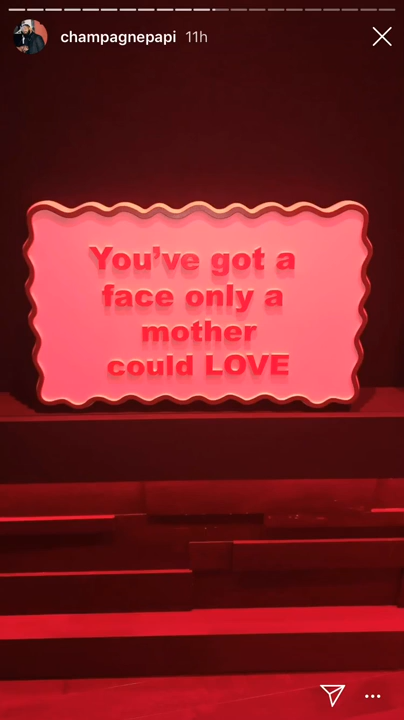 champagnepapi 11h
You've got a
face only a
mother
could LOVE